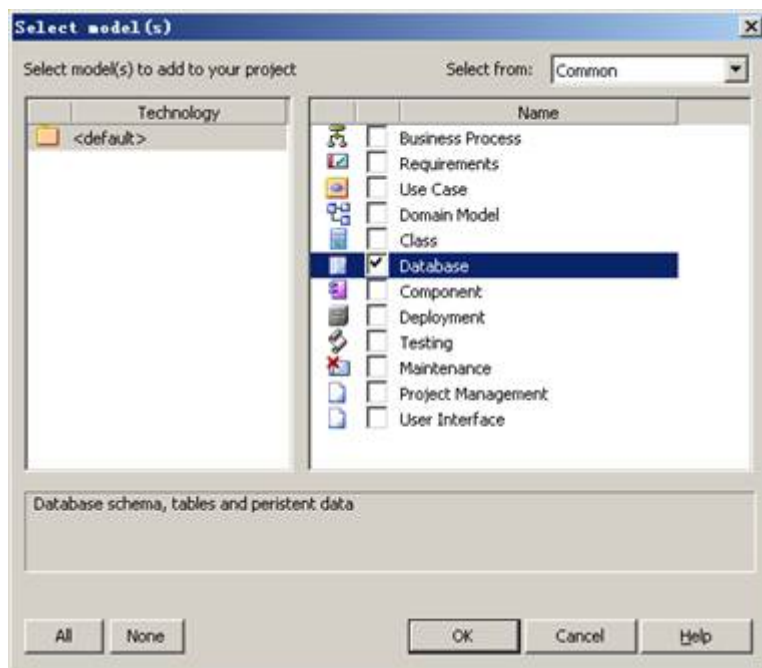 Select model(s)
Select model(s) to add to your project Select from: Common
Technology Name
<default>
Business Process
Requirements
Use Case
Domain Model
Class
Database
Component
Deployment
Testing
Maintenance
Project Management
User Interface
Database schema, tables and peristent data
All None OK Cancel Help